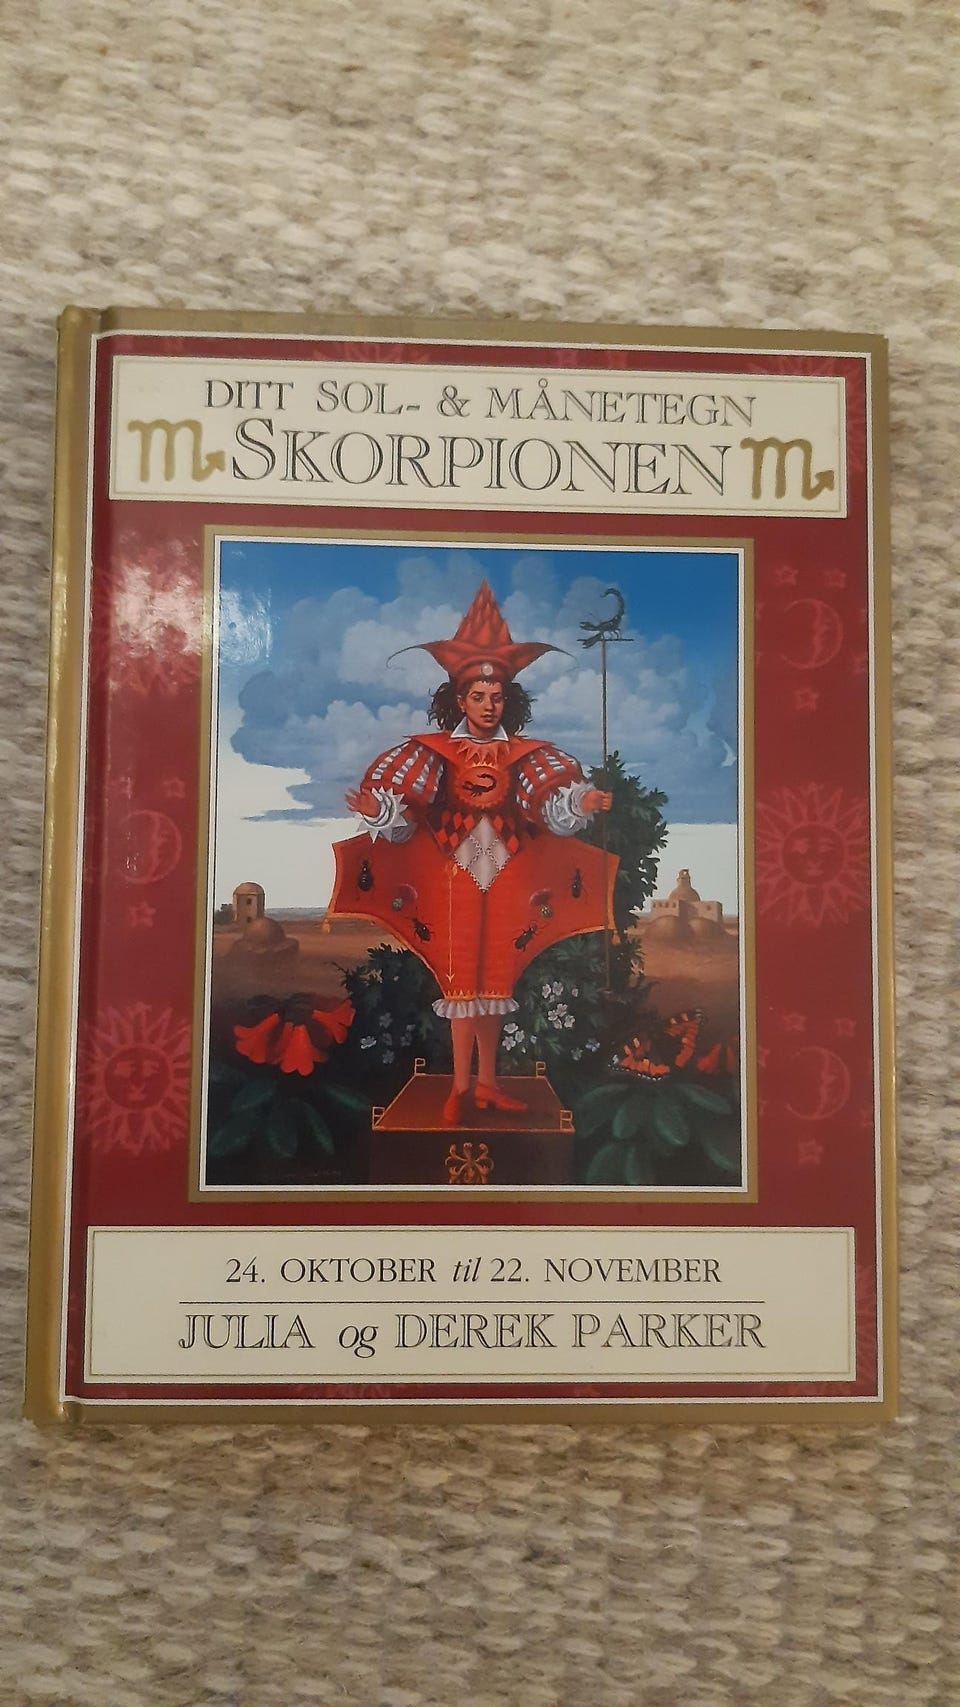 DITT SOL- & MÅNETEGN
SKORPIONEN
24. OKTOBER til 22. NOVEMBER
JULIA og DEREK PARKER